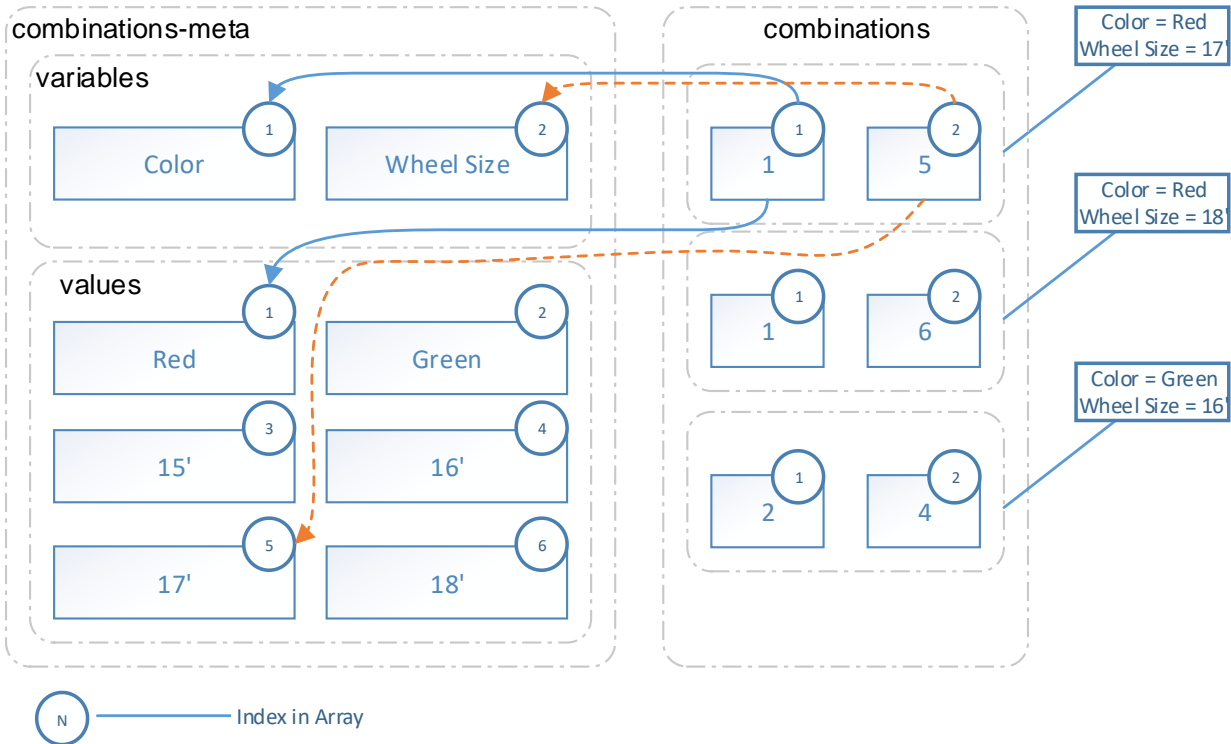 combinations-meta
variables
1
Color
2
Wheel Size
values
1
Red
2
Green
3
15'
4
16'
5
17'
6
18'
combinations
1
1
2
5
1
1
2
6
1
2
2
4
Color = Red
Wheel Size = 17'
Color = Red
Wheel Size = 18'
Color = Green
Wheel Size = 16'
N
Index in Array